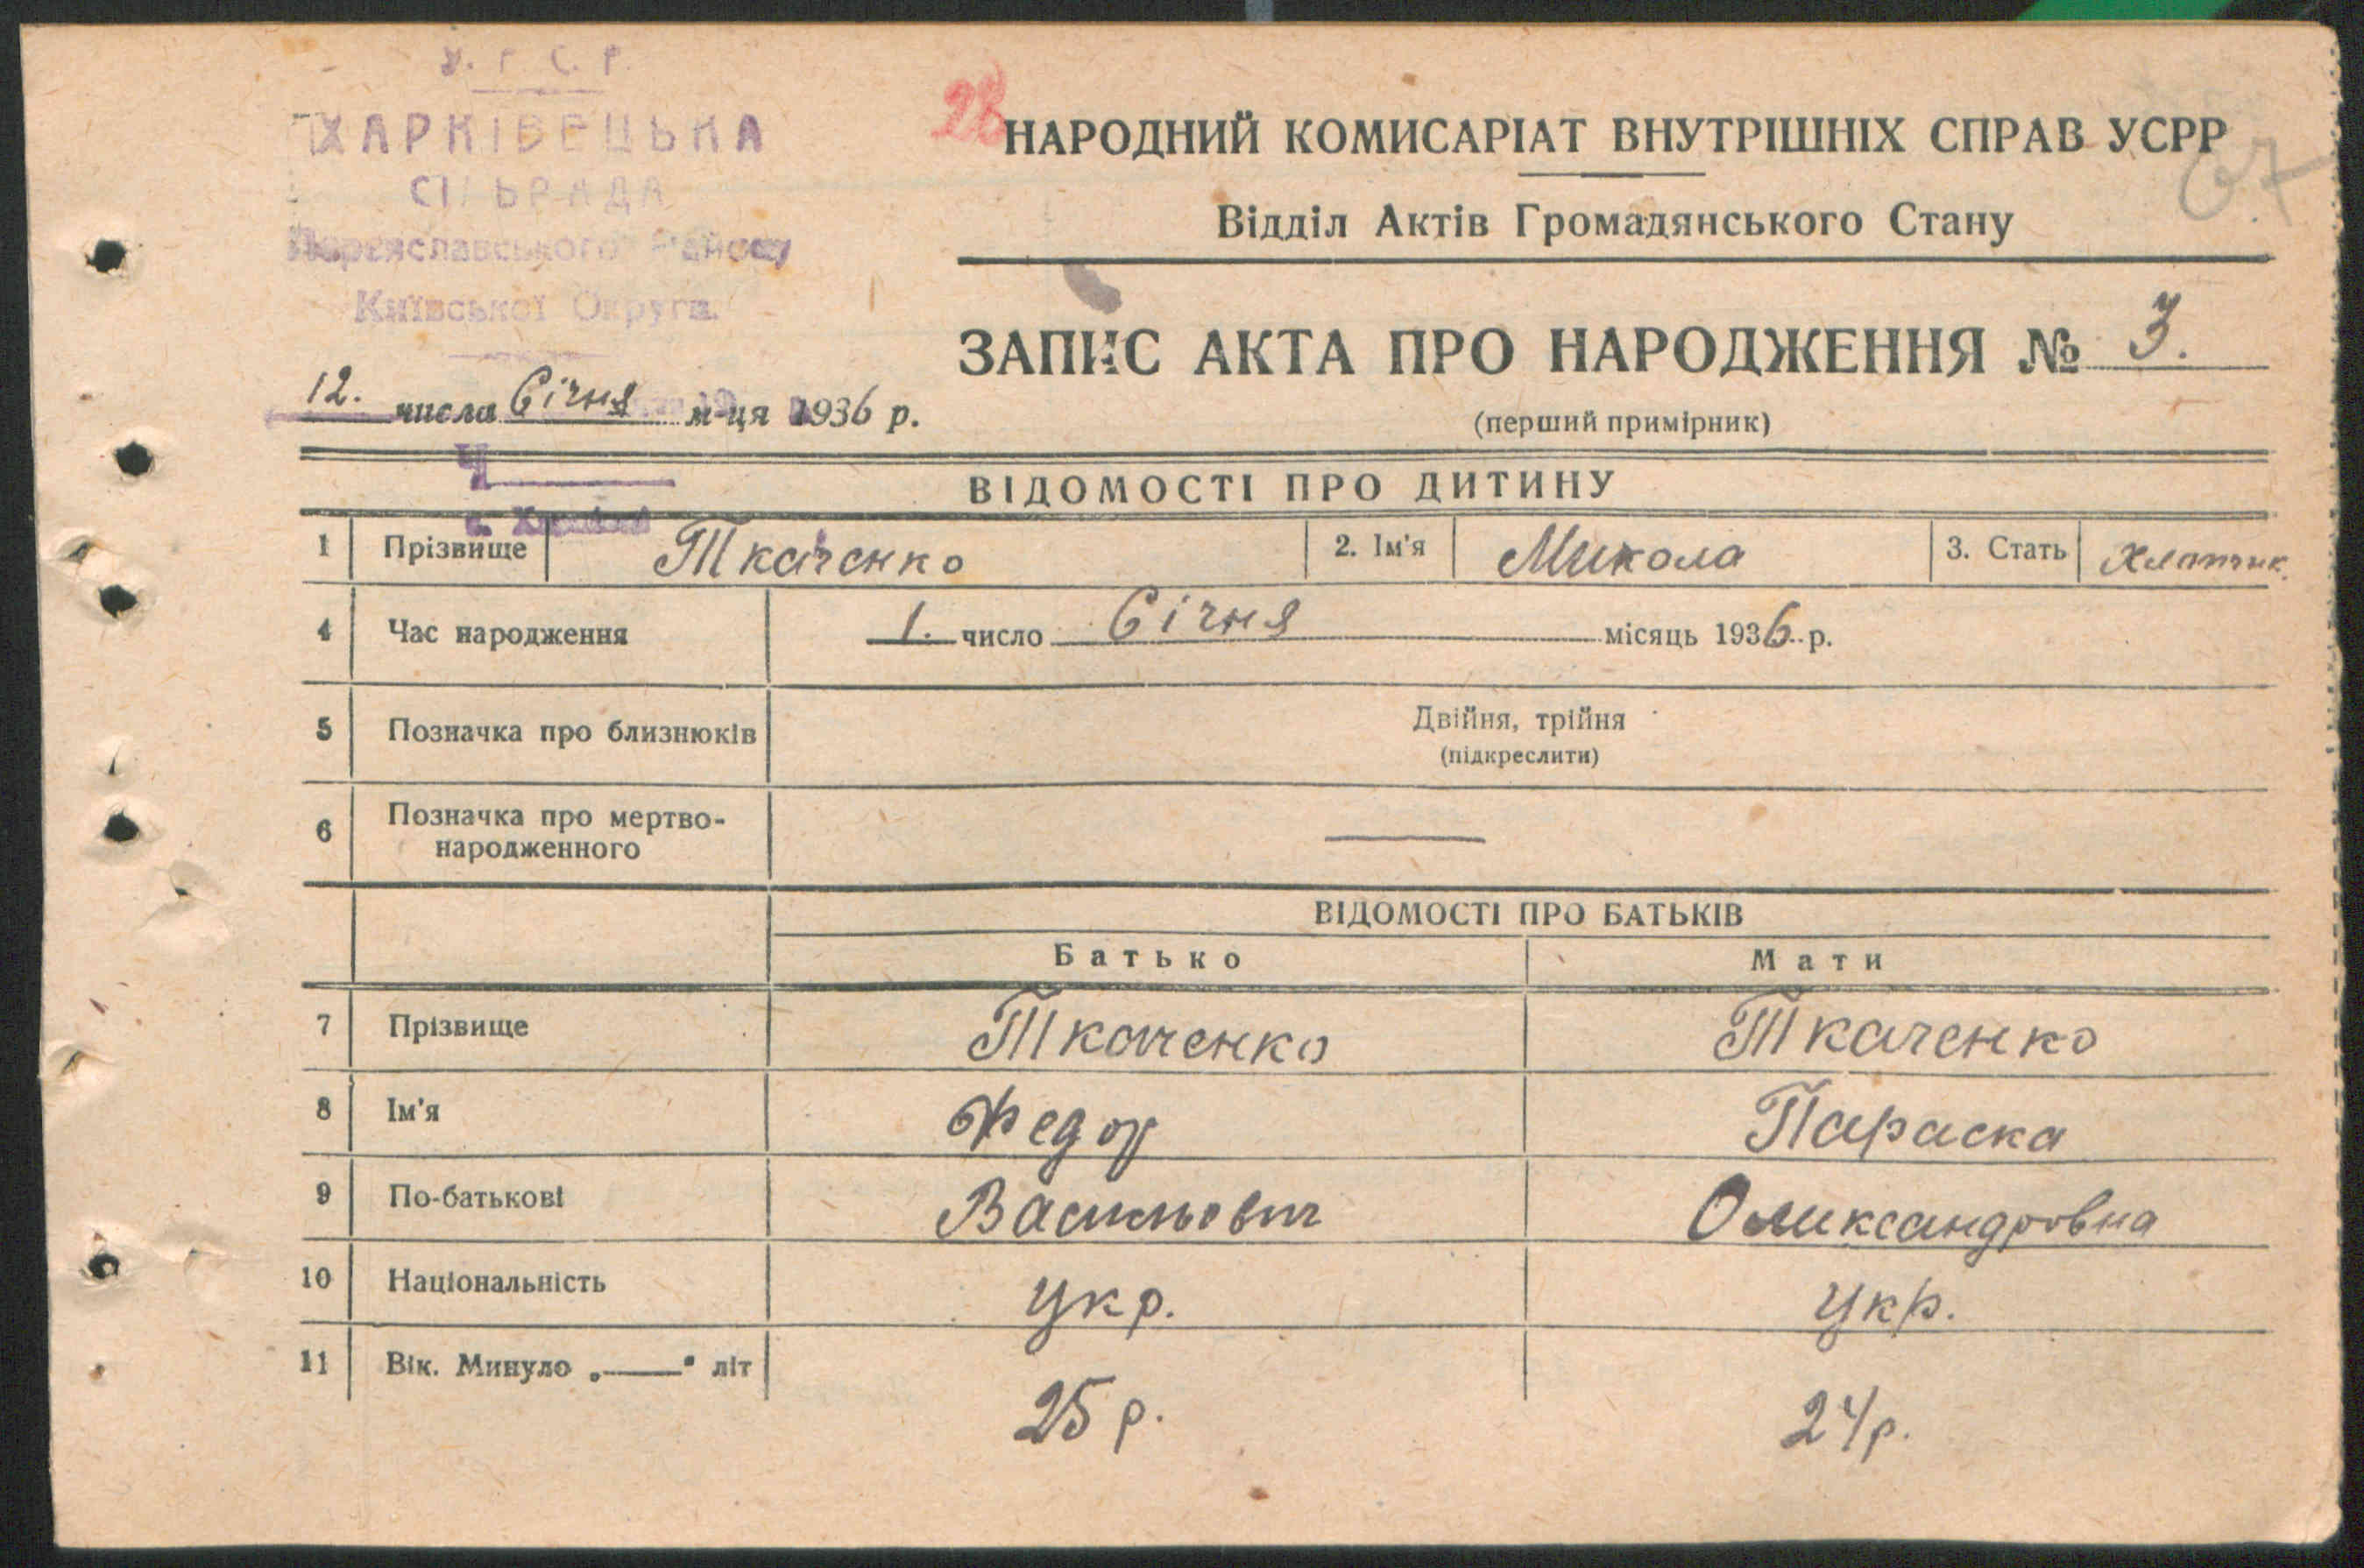 У. Р. С. Р.
ХАРКІВЕЦЬКА
СІЛЬРАДА
Переяславського Району
Київської Округи
28
НАРОДНИЙ КОМИСАРІАТ ВНУТРІШНІХ СПРАВ УСРР
67
Відділ Актів Громадянського Стану
ЗАПИС АКТА ПРО НАРОДЖЕННЯ № 3.
(перший примірник)
12. числа Січня м-ця 1936 р.
Ч
ВІДОМОСТІ ПРО ДИТИНУ
1 Прізвище Ткаченко 2. Ім'я Микола 3. Стать Хлопчик.
4 Час народження 1. число Січня місяць 1936 р.
5 Позначка про близнюків Двійня, трійня
(підкреслити)
6 Позначка про мертво-
народженного
ВІДОМОСТІ ПРО БАТЬКІВ
Батько Мати
7 Прізвище Ткаченко Ткаченко
8 Ім'я Федор Параска
9 По-батькові Васильович Олександровна
10 Національність Укр. Укр.
11 Вік. Минуло „——" літ 25 р. 24 р.